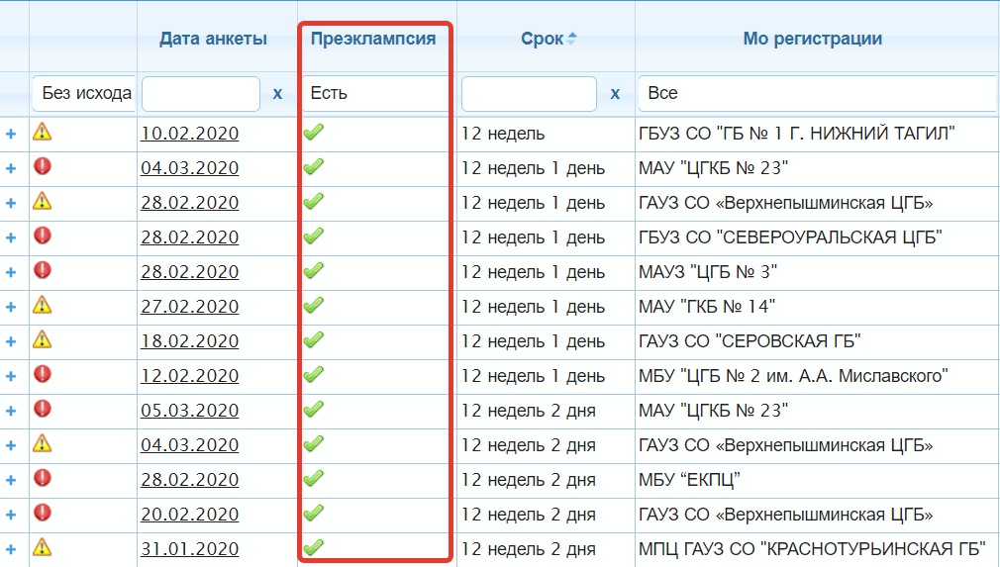 Дата анкеты Преэклампсия Срок Мо регистрации
Без исхода x Есть x Все
+ 10.02.2020 12 недель ГБУЗ СО "ГБ № 1 Г. НИЖНИЙ ТАГИЛ"
+ 04.03.2020 12 недель 1 день МАУ "ЦГКБ № 23"
+ 28.02.2020 12 недель 1 день ГАУЗ СО «Верхнепышминская ЦГБ»
+ 28.02.2020 12 недель 1 день ГБУЗ СО "СЕВЕРОУРАЛЬСКАЯ ЦГБ"
+ 28.02.2020 12 недель 1 день МАУЗ "ЦГБ № 3"
+ 27.02.2020 12 недель 1 день МАУ "ГКБ № 14"
+ 18.02.2020 12 недель 1 день ГАУЗ СО "СЕРОВСКАЯ ГБ"
+ 12.02.2020 12 недель 1 день МБУ "ЦГБ № 2 им. А.А. Миславского"
+ 05.03.2020 12 недель 2 дня МАУ "ЦГКБ № 23"
+ 04.03.2020 12 недель 2 дня ГАУЗ СО «Верхнепышминская ЦГБ»
+ 28.02.2020 12 недель 2 дня МБУ “ЕКПЦ”
+ 20.02.2020 12 недель 2 дня ГАУЗ СО «Верхнепышминская ЦГБ»
+ 31.01.2020 12 недель 2 дня МПЦ ГАУЗ СО "КРАСНОТУРЬИНСКАЯ ГБ"